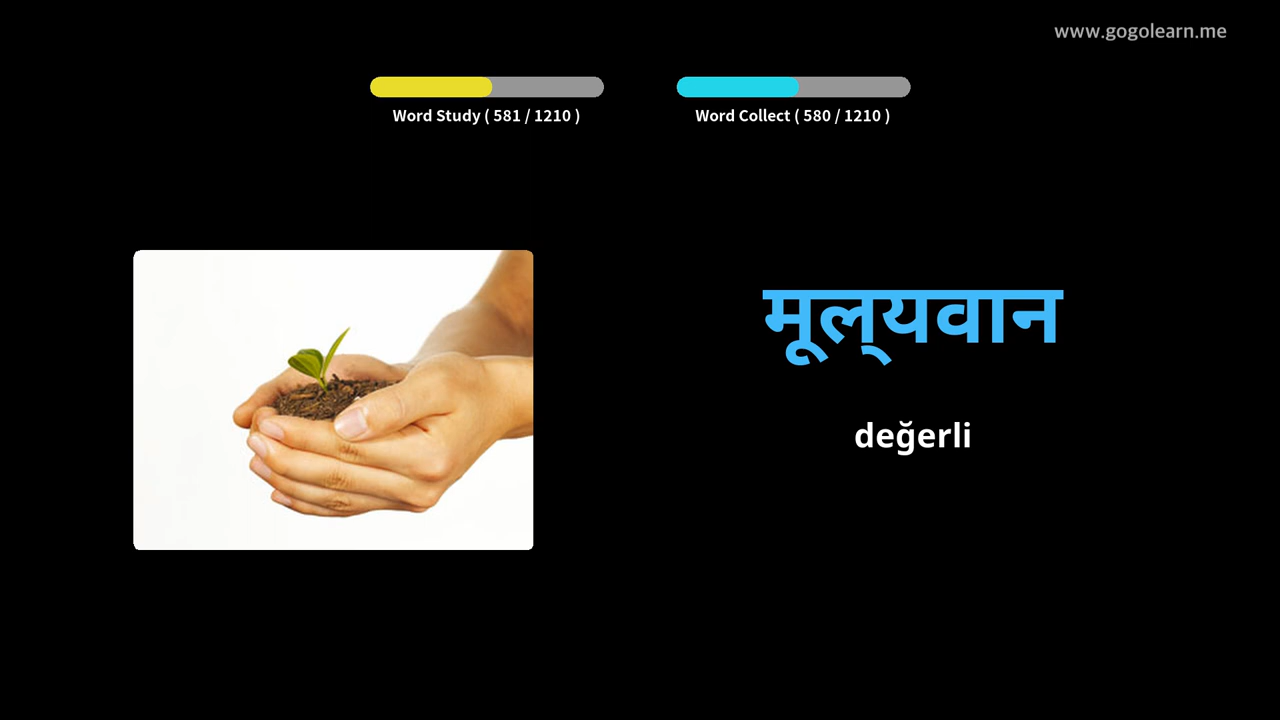 www.gogolearn.me
Word Study ( 581 / 1210 )
Word Collect ( 580 / 1210 )
मूल्‌यवान
değerli